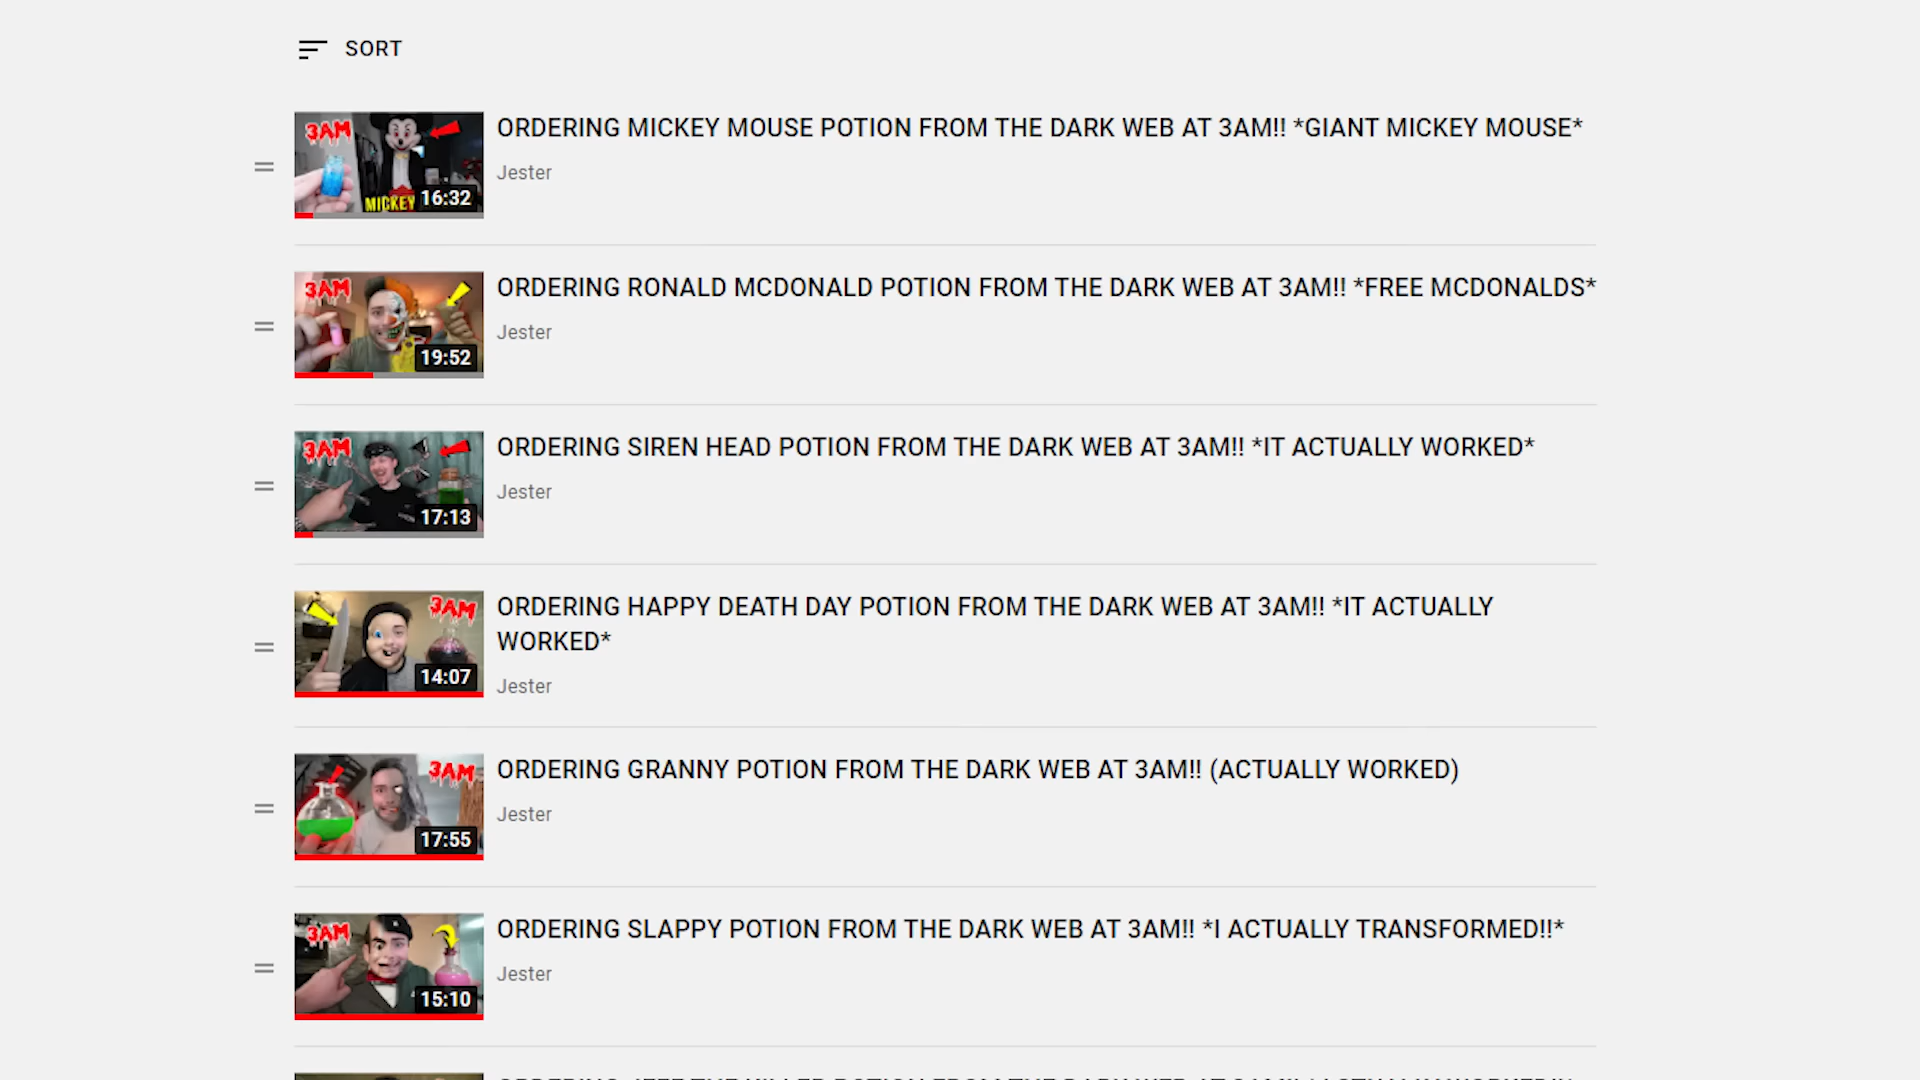 SORT
3AM
MICKEY
16:32
ORDERING MICKEY MOUSE POTION FROM THE DARK WEB AT 3AM!! *GIANT MICKEY MOUSE*
Jester
3AM
19:52
ORDERING RONALD MCDONALD POTION FROM THE DARK WEB AT 3AM!! *FREE MCDONALDS*
Jester
3AM
17:13
ORDERING SIREN HEAD POTION FROM THE DARK WEB AT 3AM!! *IT ACTUALLY WORKED*
Jester
3AM
14:07
ORDERING HAPPY DEATH DAY POTION FROM THE DARK WEB AT 3AM!! *IT ACTUALLY
WORKED*
Jester
3AM
17:55
ORDERING GRANNY POTION FROM THE DARK WEB AT 3AM!! (ACTUALLY WORKED)
Jester
3AM
15:10
ORDERING SLAPPY POTION FROM THE DARK WEB AT 3AM!! *I ACTUALLY TRANSFORMED!!*
Jester